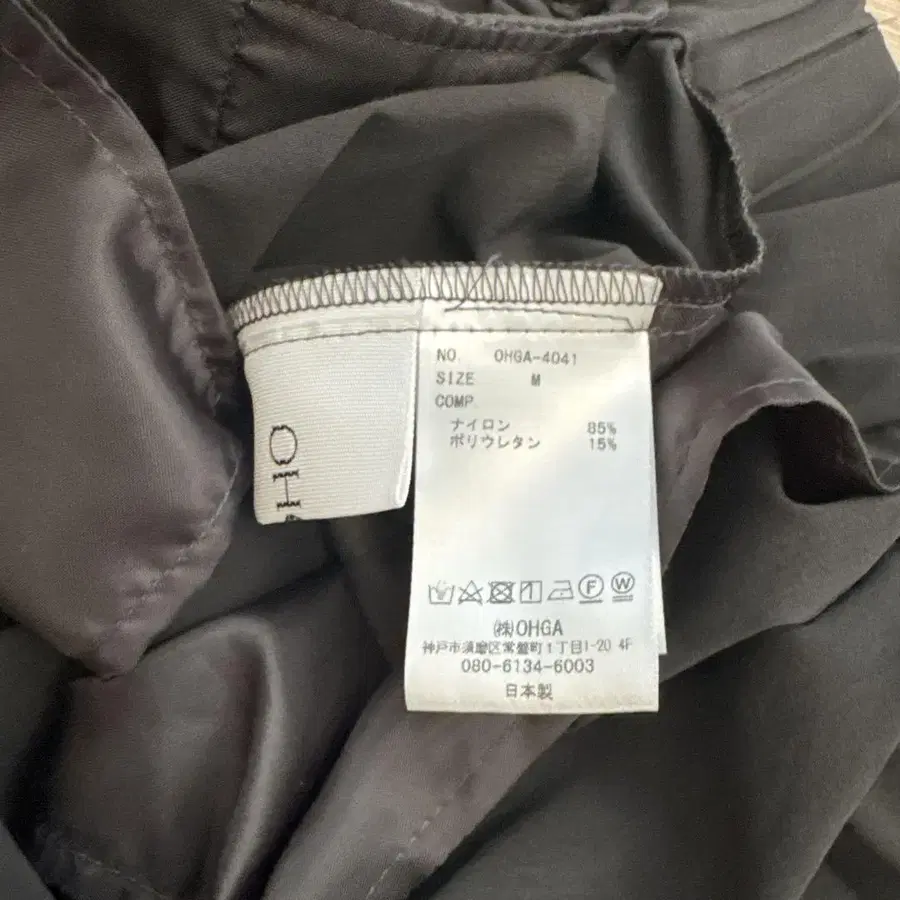 OH
NO. OHGA-4041
SIZE M
COMP.
ナイロン 85%
ポリウレタン 15%
F W
㈱OHGA
神戸市須磨区常盤町1丁目1-20 4F
080-6134-6003
日本製